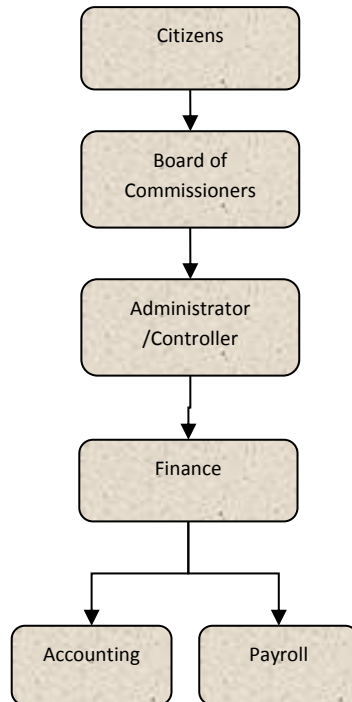 Citizens
Board of
Commissioners
Administrator
/Controller
Finance
Accounting
Payroll